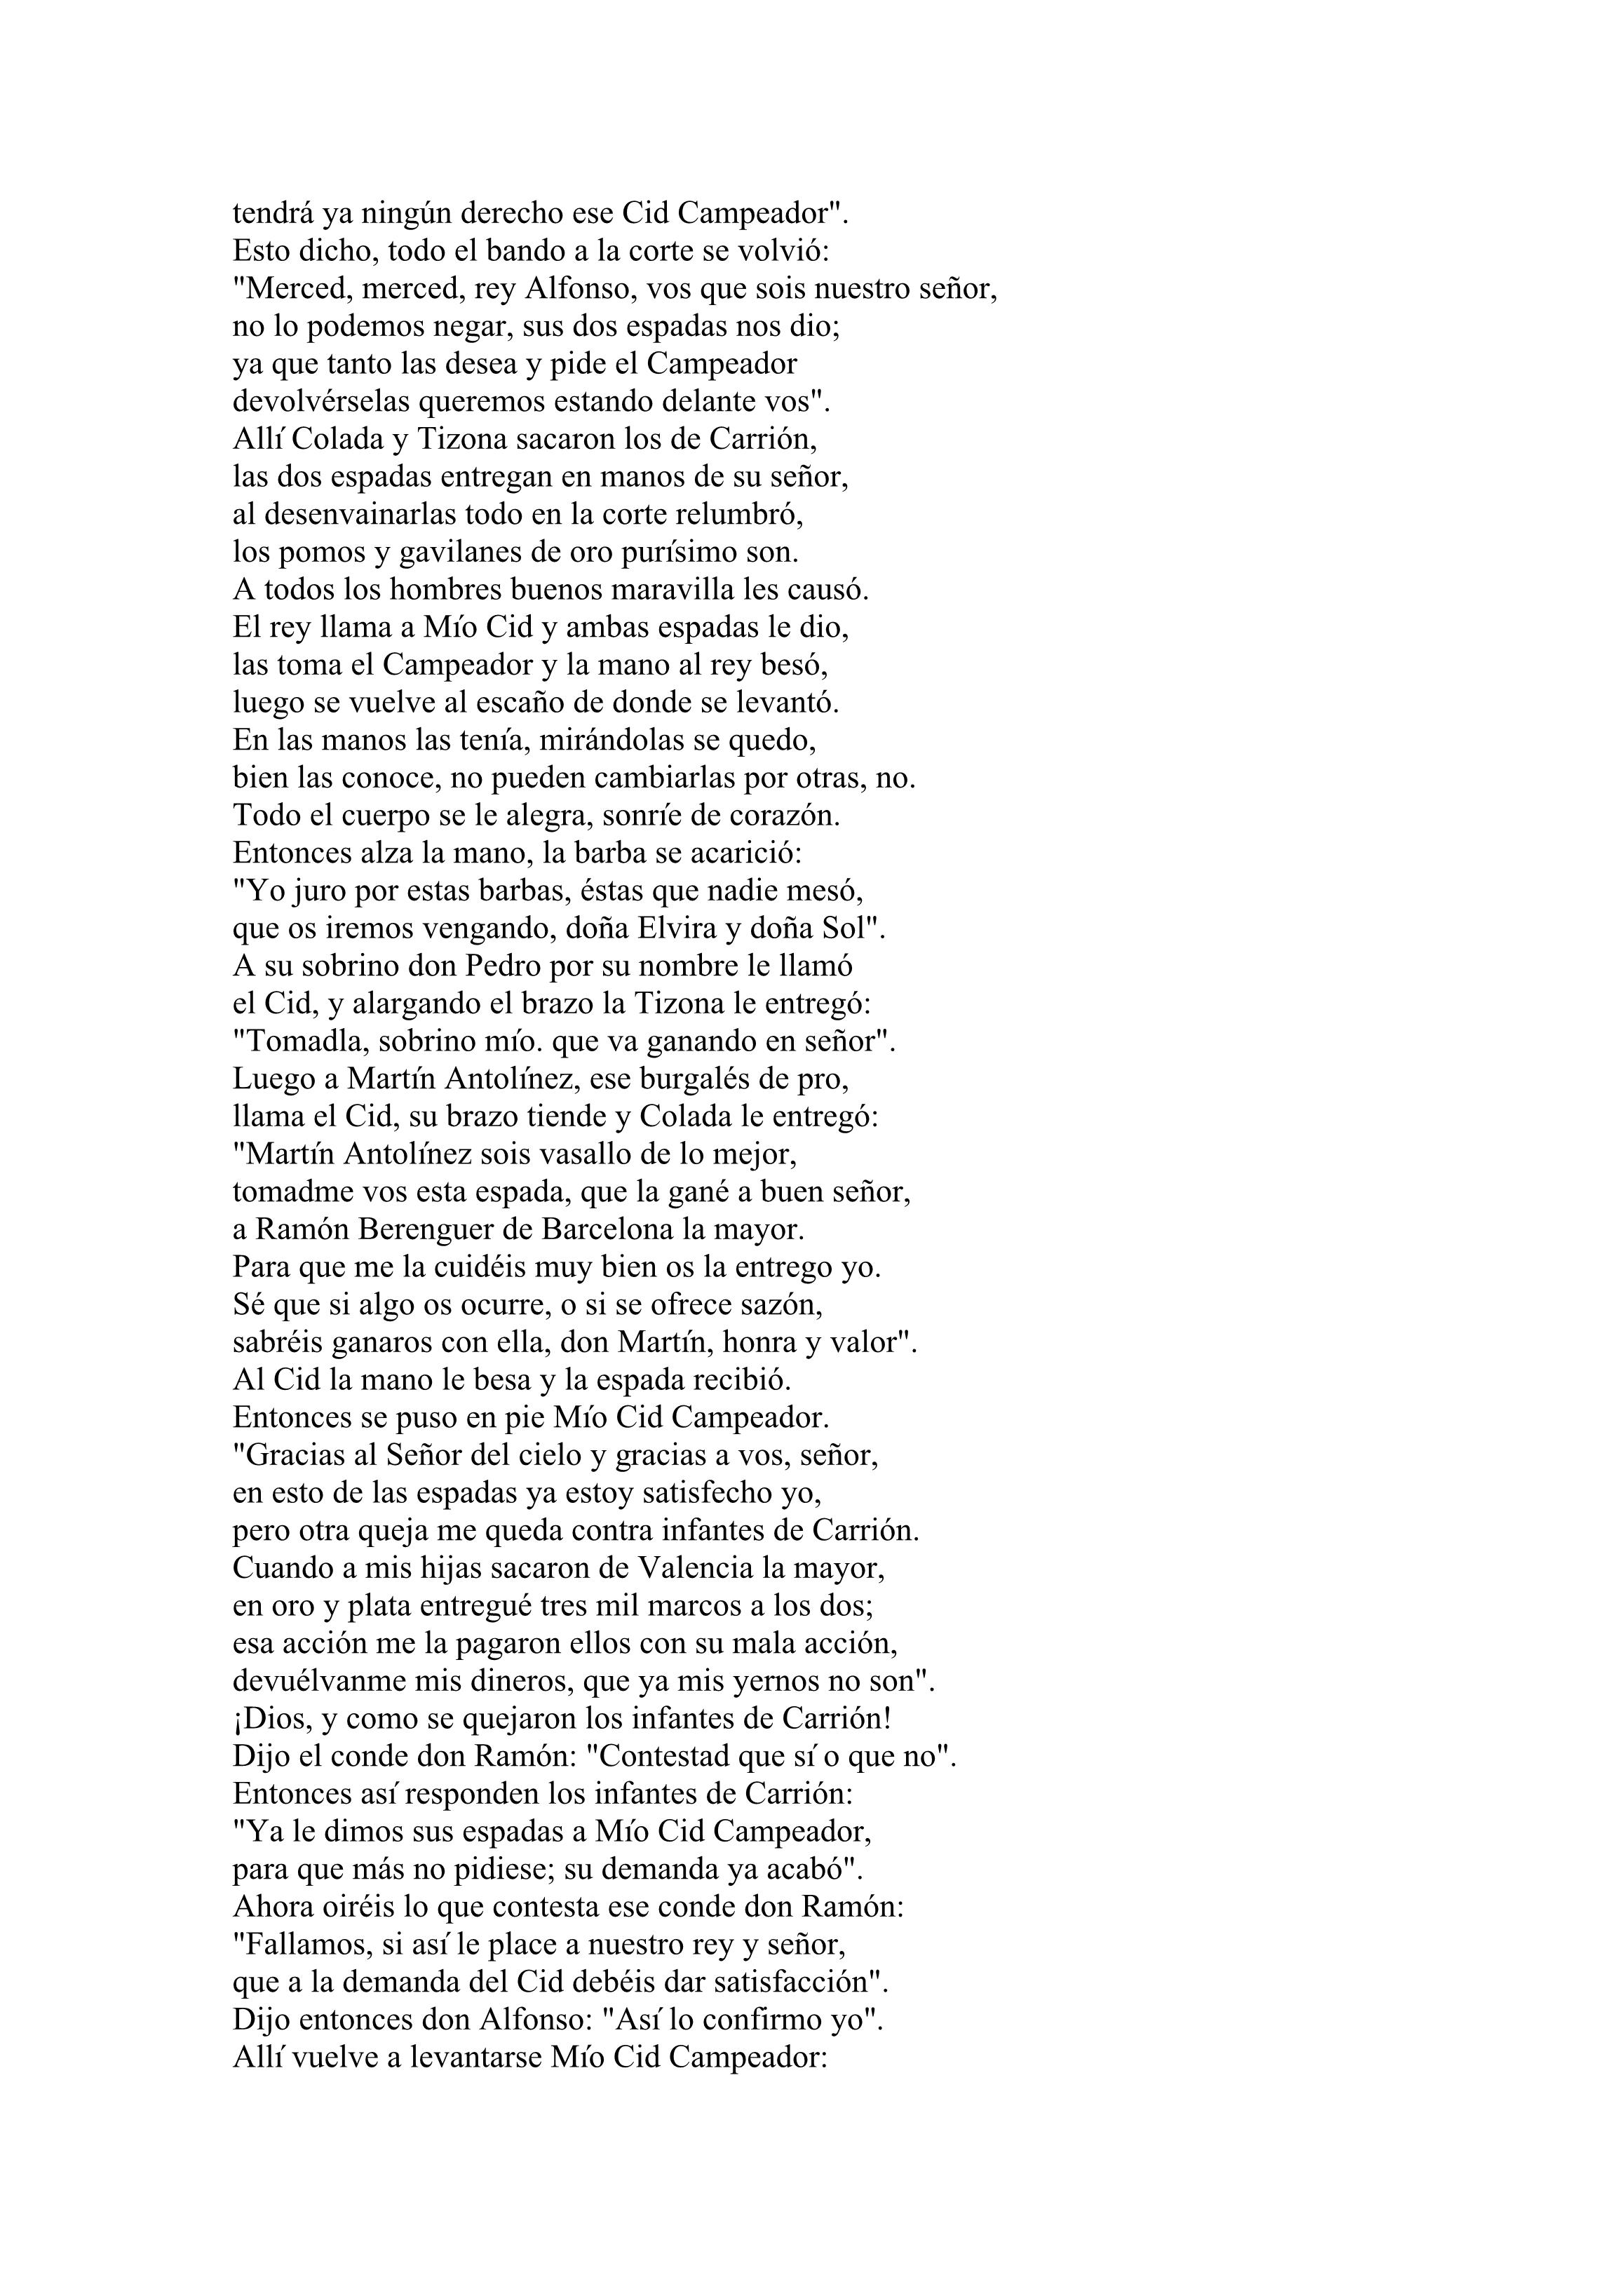 tendrá ya ningún derecho ese Cid Campeador".
Esto dicho, todo el bando a la corte se volvió:
"Merced, merced, rey Alfonso, vos que sois nuestro señor,
no lo podemos negar, sus dos espadas nos dio;
ya que tanto las desea y pide el Campeador
devolvérselas queremos estando delante vos".
Allí Colada y Tizona sacaron los de Carrión,
las dos espadas entregan en manos de su señor,
al desenvainarlas todo en la corte relumbró,
los pomos y gavilanes de oro purísimo son.
A todos los hombres buenos maravilla les causó.
El rey llama a Mío Cid y ambas espadas le dio,
las toma el Campeador y la mano al rey besó,
luego se vuelve al escaño de donde se levantó.
En las manos las tenía, mirándolas se quedo,
bien las conoce, no pueden cambiarlas por otras, no.
Todo el cuerpo se le alegra, sonríe de corazón.
Entonces alza la mano, la barba se acarició:
"Yo juro por estas barbas, éstas que nadie mesó,
que os iremos vengando, doña Elvira y doña Sol".
A su sobrino don Pedro por su nombre le llamó
el Cid, y alargando el brazo la Tizona le entregó:
"Tomadla, sobrino mío. que va ganando en señor".
Luego a Martín Antolínez, ese burgalés de pro,
llama el Cid, su brazo tiende y Colada le entregó:
"Martín Antolínez sois vasallo de lo mejor,
tomadme vos esta espada, que la gané a buen señor,
a Ramón Berenguer de Barcelona la mayor.
Para que me la cuidéis muy bien os la entrego yo.
Sé que si algo os ocurre, o si se ofrece sazón,
sabréis ganaros con ella, don Martín, honra y valor".
Al Cid la mano le besa y la espada recibió.
Entonces se puso en pie Mío Cid Campeador.
"Gracias al Señor del cielo y gracias a vos, señor,
en esto de las espadas ya estoy satisfecho yo,
pero otra queja me queda contra infantes de Carrión.
Cuando a mis hijas sacaron de Valencia la mayor,
en oro y plata entregué tres mil marcos a los dos;
esa acción me la pagaron ellos con su mala acción,
devuélvanme mis dineros, que ya mis yernos no son".
¡Dios, y como se quejaron los infantes de Carrión!
Dijo el conde don Ramón: "Contestad que sí o que no".
Entonces así responden los infantes de Carrión:
"Ya le dimos sus espadas a Mío Cid Campeador,
para que más no pidiese; su demanda ya acabó".
Ahora oiréis lo que contesta ese conde don Ramón:
"Fallamos, si así le place a nuestro rey y señor,
que a la demanda del Cid debéis dar satisfacción".
Dijo entonces don Alfonso: "Así lo confirmo yo".
Allí vuelve a levantarse Mío Cid Campeador: